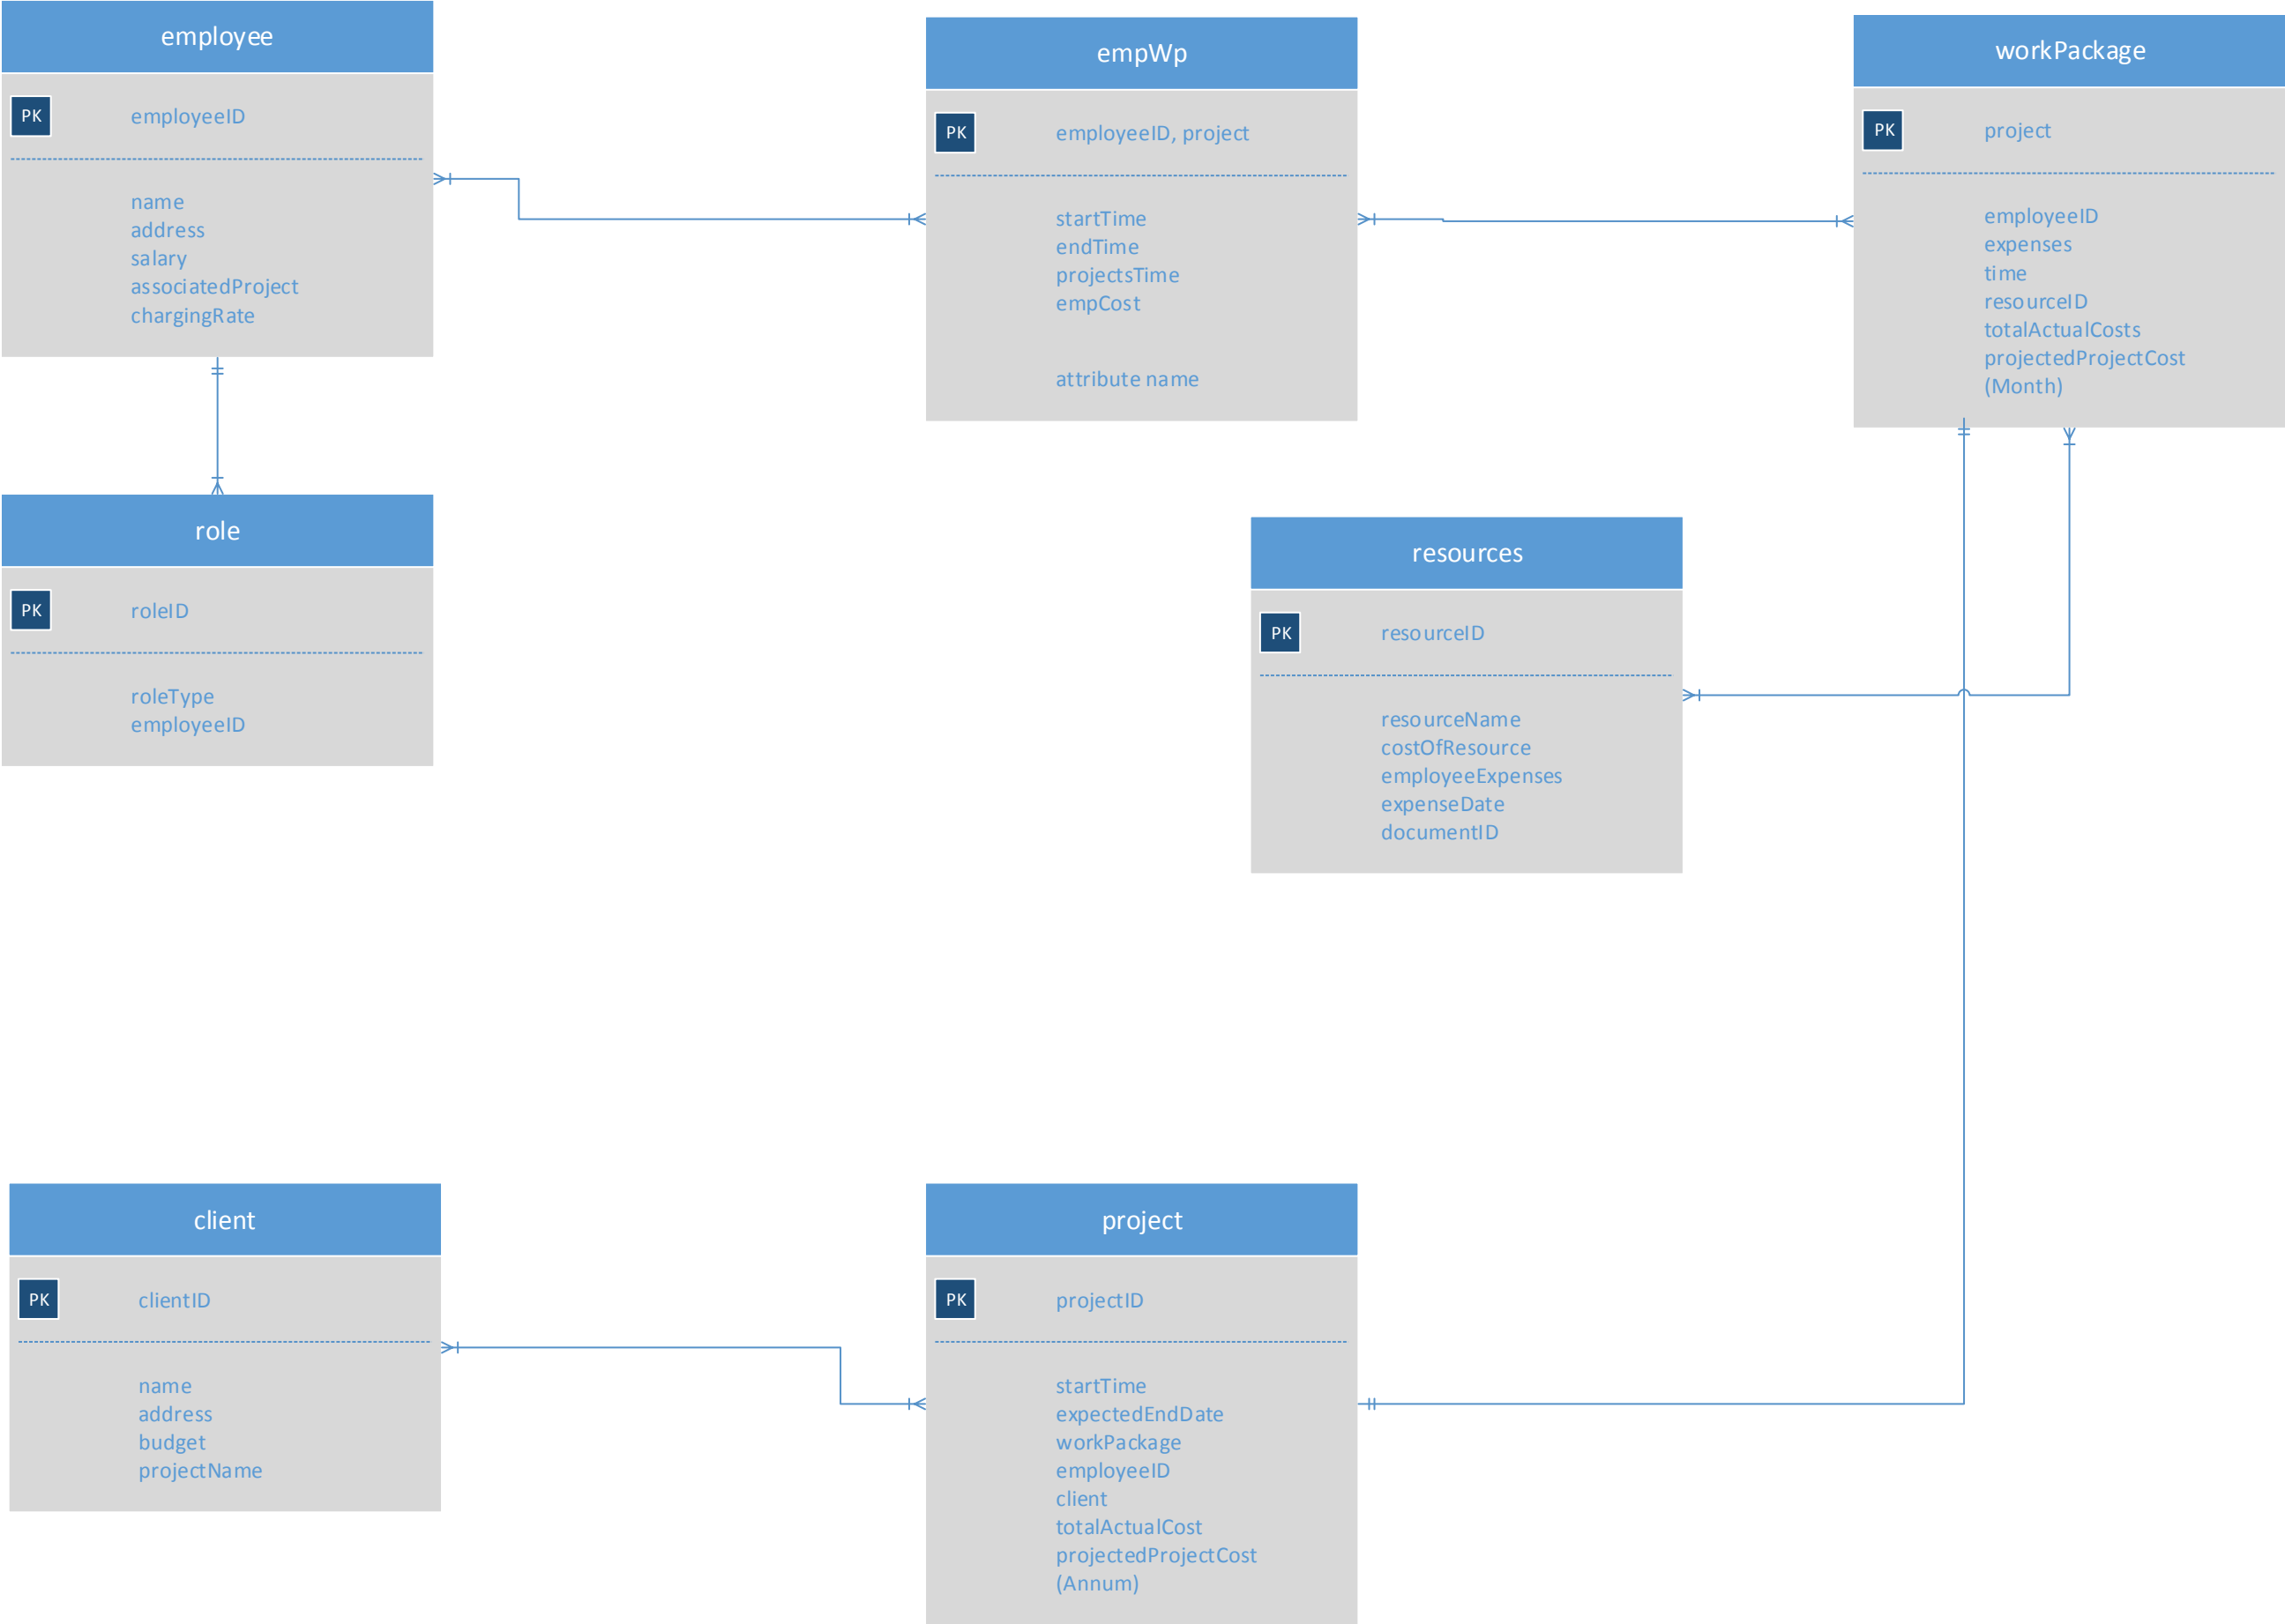 employee
PK
employeeID
name
address
salary
associatedProject
chargingRate
empWp
PK
employeeID, project
startTime
endTime
projectsTime
empCost
attribute name
workPackage
PK
project
employeeID
expenses
time
resourceID
totalActualCosts
projectedProjectCost
(Month)
role
PK
roleID
roleType
employeeID
resources
PK
resourceID
resourceName
costOfResource
employeeExpenses
expenseDate
documentID
client
PK
clientID
name
address
budget
projectName
project
PK
projectID
startTime
expectedEndDate
workPackage
employeeID
client
totalActualCost
projectedProjectCost
(Annum)